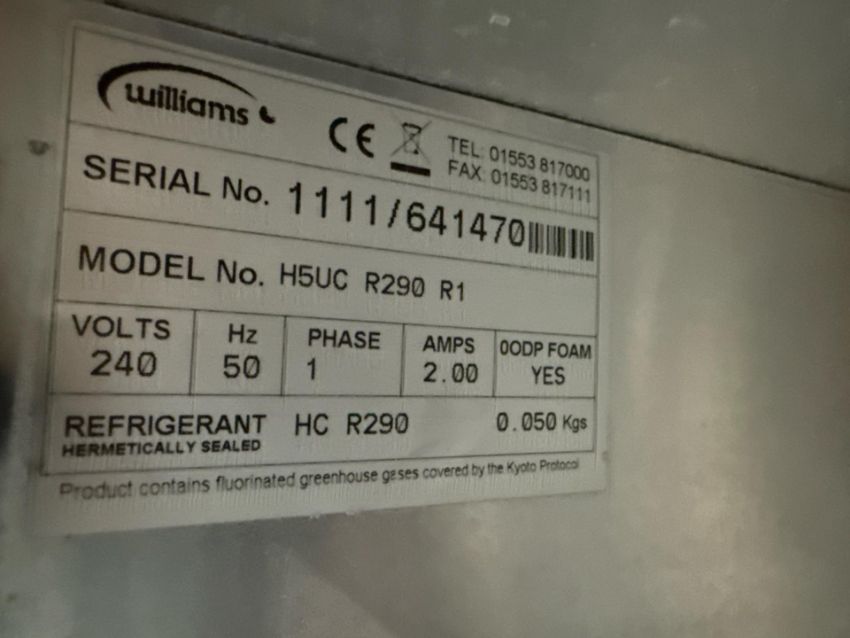 williams
CE
TEL: 01553 817000
FAX: 01553 817111
SERIAL No. 1111/641470
MODEL No. H5UC R290 R1
VOLTS 240
Hz 50
PHASE 1
AMPS 2.00
0ODP FOAM YES
REFRIGERANT HC R290 0.050 Kgs
HERMETICALLY SEALED
Product contains fluorinated greenhouse gases covered by the Kyoto Protocol